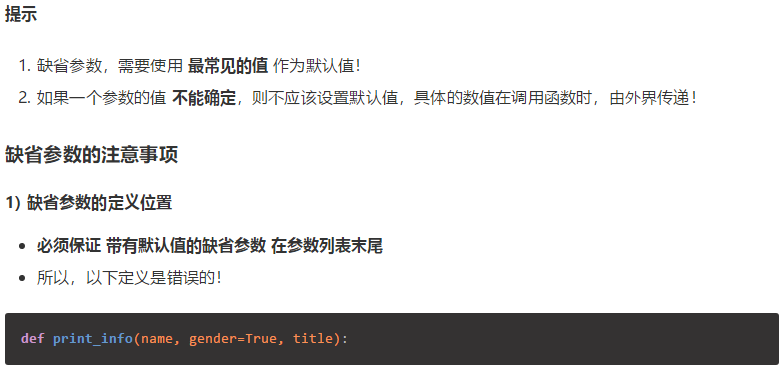 提示
1. 缺省参数，需要使用 最常见的值 作为默认值！
2. 如果一个参数的值 不能确定，则不应该设置默认值，具体的数值在调用函数时，由外界传递！
缺省参数的注意事项
1) 缺省参数的定义位置
• 必须保证 带有默认值的缺省参数 在参数列表末尾
• 所以，以下定义是错误的！
def print_info(name, gender=True, title):